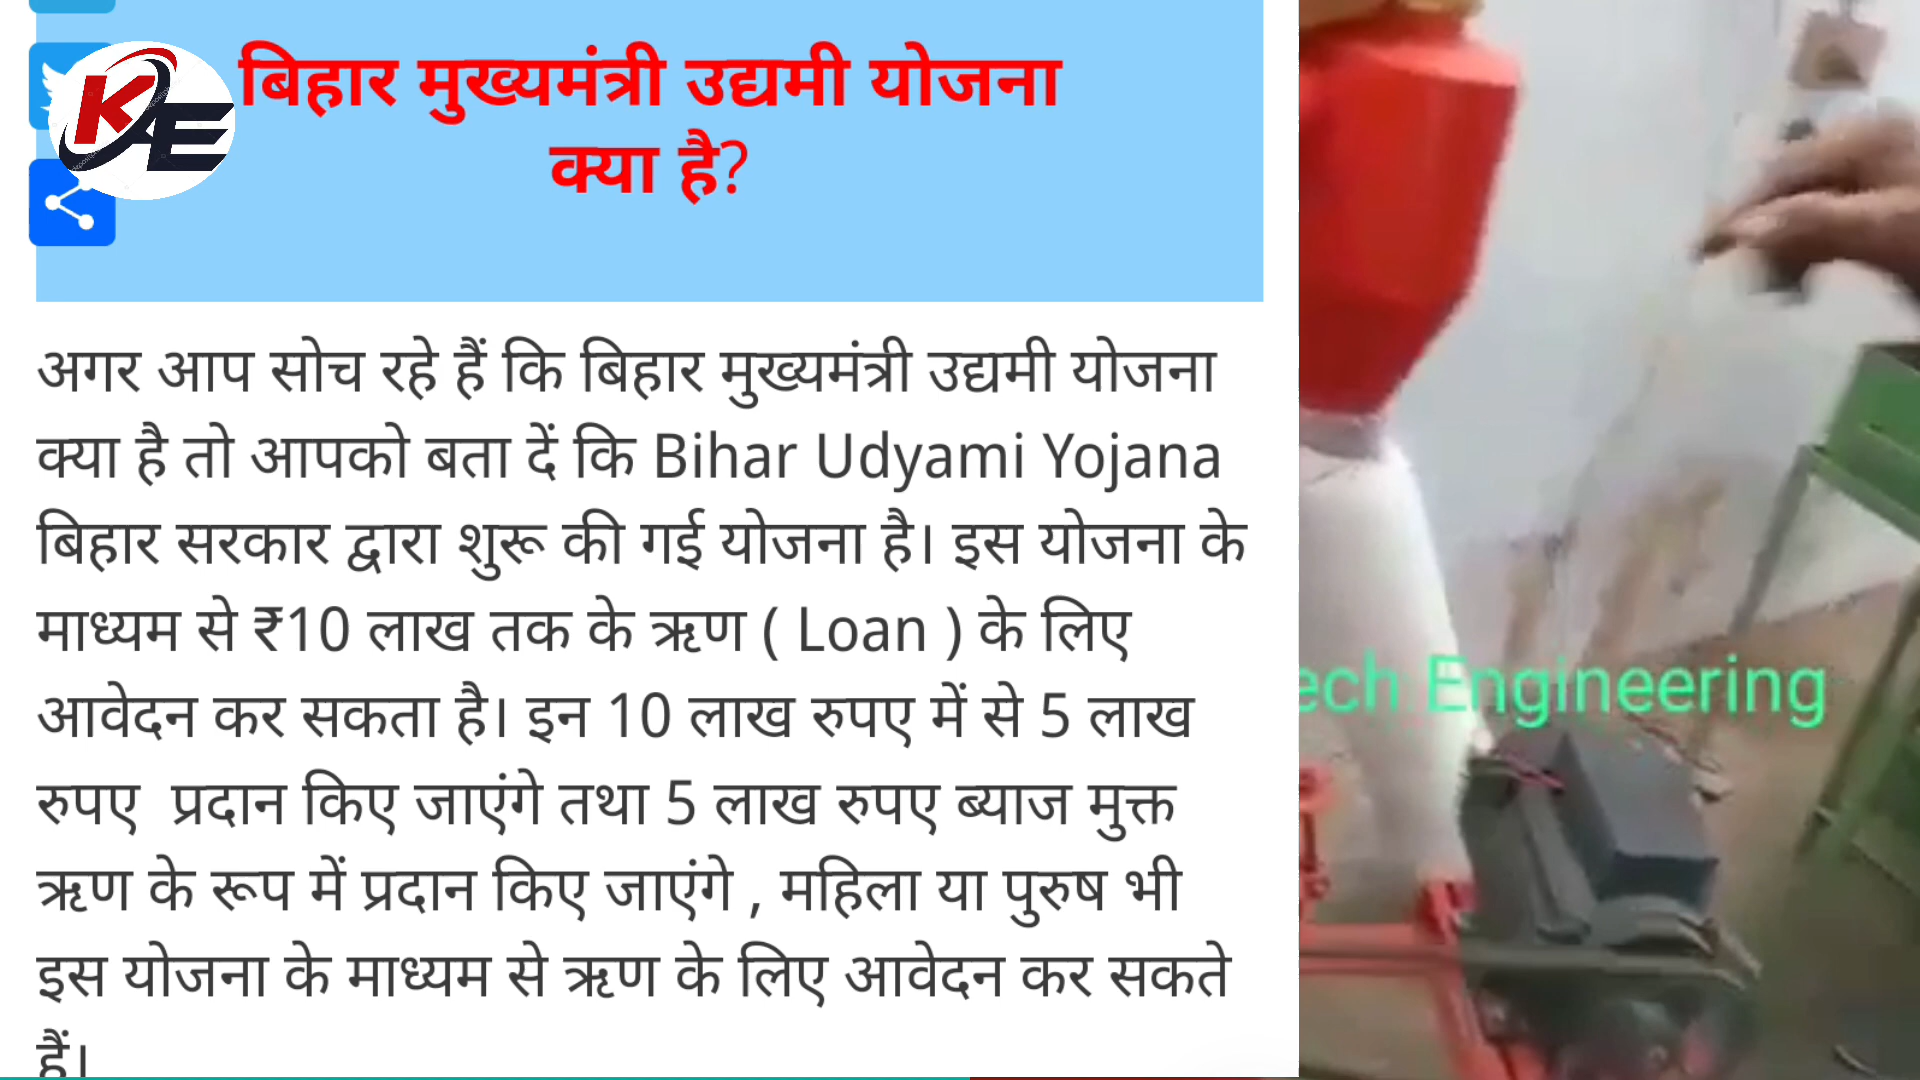 KAE
बिहार मुख्यमंत्री उद्यमी योजना
क्या है?
अगर आप सोच रहे हैं कि बिहार मुख्यमंत्री उद्यमी योजना
क्या है तो आपको बता दें कि Bihar Udyami Yojana
बिहार सरकार द्वारा शुरू की गई योजना है। इस योजना के
माध्यम से ₹10 लाख तक के ऋण ( Loan ) के लिए
आवेदन कर सकता है। इन 10 लाख रुपए में से 5 लाख
रुपए प्रदान किए जाएंगे तथा 5 लाख रुपए ब्याज मुक्त
ऋण के रूप में प्रदान किए जाएंगे , महिला या पुरुष भी
इस योजना के माध्यम से ऋण के लिए आवेदन कर सकते
हैं।
ech Engineering